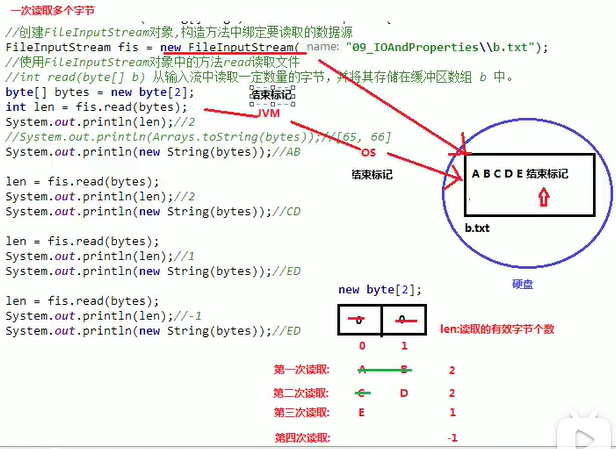 一次读取多个字节
//创建FileInputStream对象,构造方法中绑定要读取的数据源
FileInputStream fis = new FileInputStream( name: "09_IOAndProperties\\b.txt");
//使用FileInputStream对象中的方法read读取文件
//int read(byte[] b) 从输入流中读取一定数量的字节，并将其存储在缓冲区数组 b 中。
byte[] bytes = new byte[2];
int len = fis.read(bytes);
System.out.println(len);//2
//System.out.println(Arrays.toString(bytes));//[65, 66]
System.out.println(new String(bytes));//AB
len = fis.read(bytes);
System.out.println(len);//2
System.out.println(new String(bytes));//CD
len = fis.read(bytes);
System.out.println(len);//1
System.out.println(new String(bytes));//ED
len = fis.read(bytes);
System.out.println(len);//-1
System.out.println(new String(bytes));//ED
结束标记
JVM
OS
结束标记
A B C D E 结束标记
b.txt
硬盘
new byte[2];
0 0
len:读取的有效字节个数
0 1
第一次读取: A B 2
第二次读取: C D 2
第三次读取: E 1
第四次读取: -1